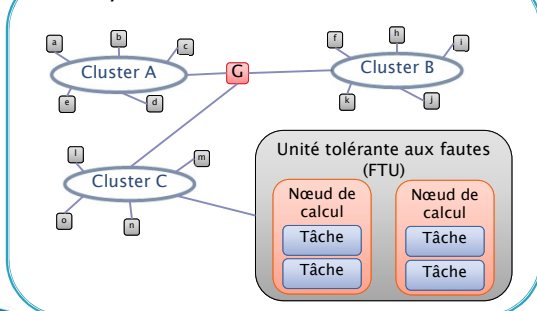 a
b
c
Cluster A
e
d
G
f
h
i
Cluster B
k
j
l
m
Cluster C
o
n
Unité tolérante aux fautes
(FTU)
Nœud de
calcul
Tâche
Tâche
Nœud de
calcul
Tâche
Tâche